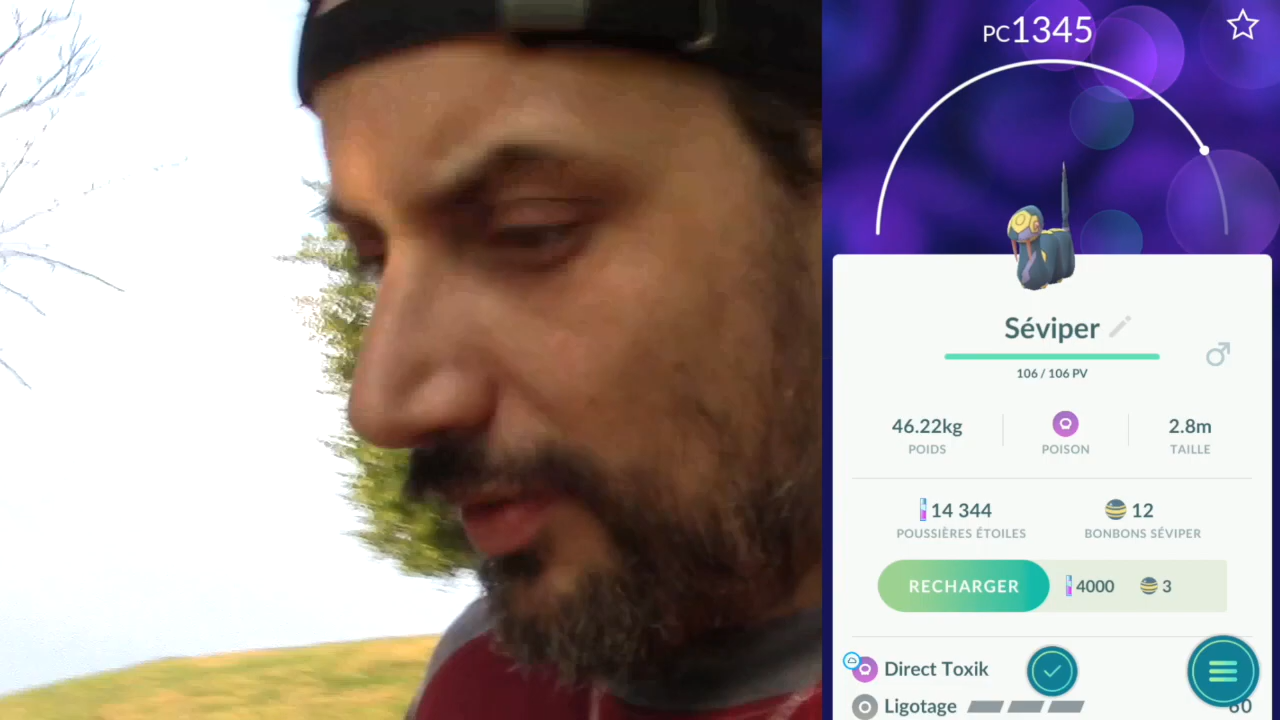 PC1345
Séviper
106 / 106 PV
46.22kg
POIDS
POISON
2.8m
TAILLE
14 344
POUSSIÈRES ÉTOILES
12
BONBONS SÉVIPER
RECHARGER 4000 3
Direct Toxik
Ligotage 60